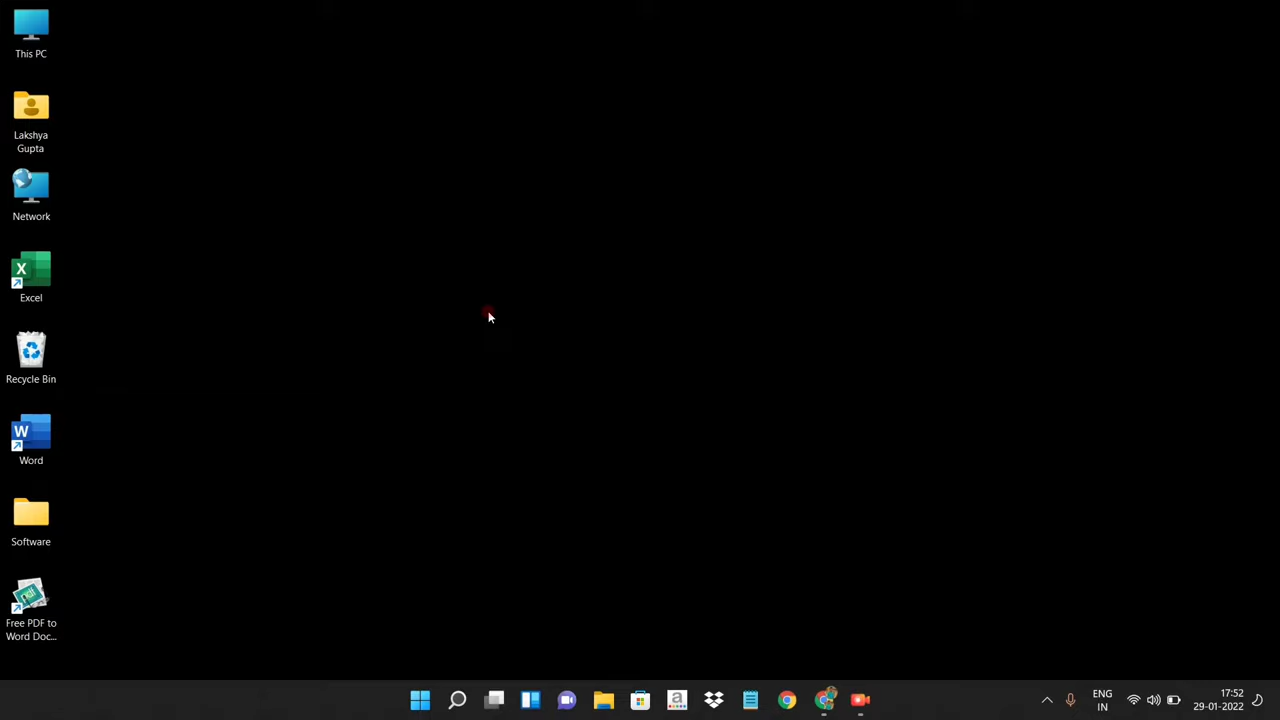 This PC
Lakshya
Gupta
Network
Excel
Recycle Bin
Word
Software
Free PDF to
Word Doc...
ENG
IN
17:52
29-01-2022